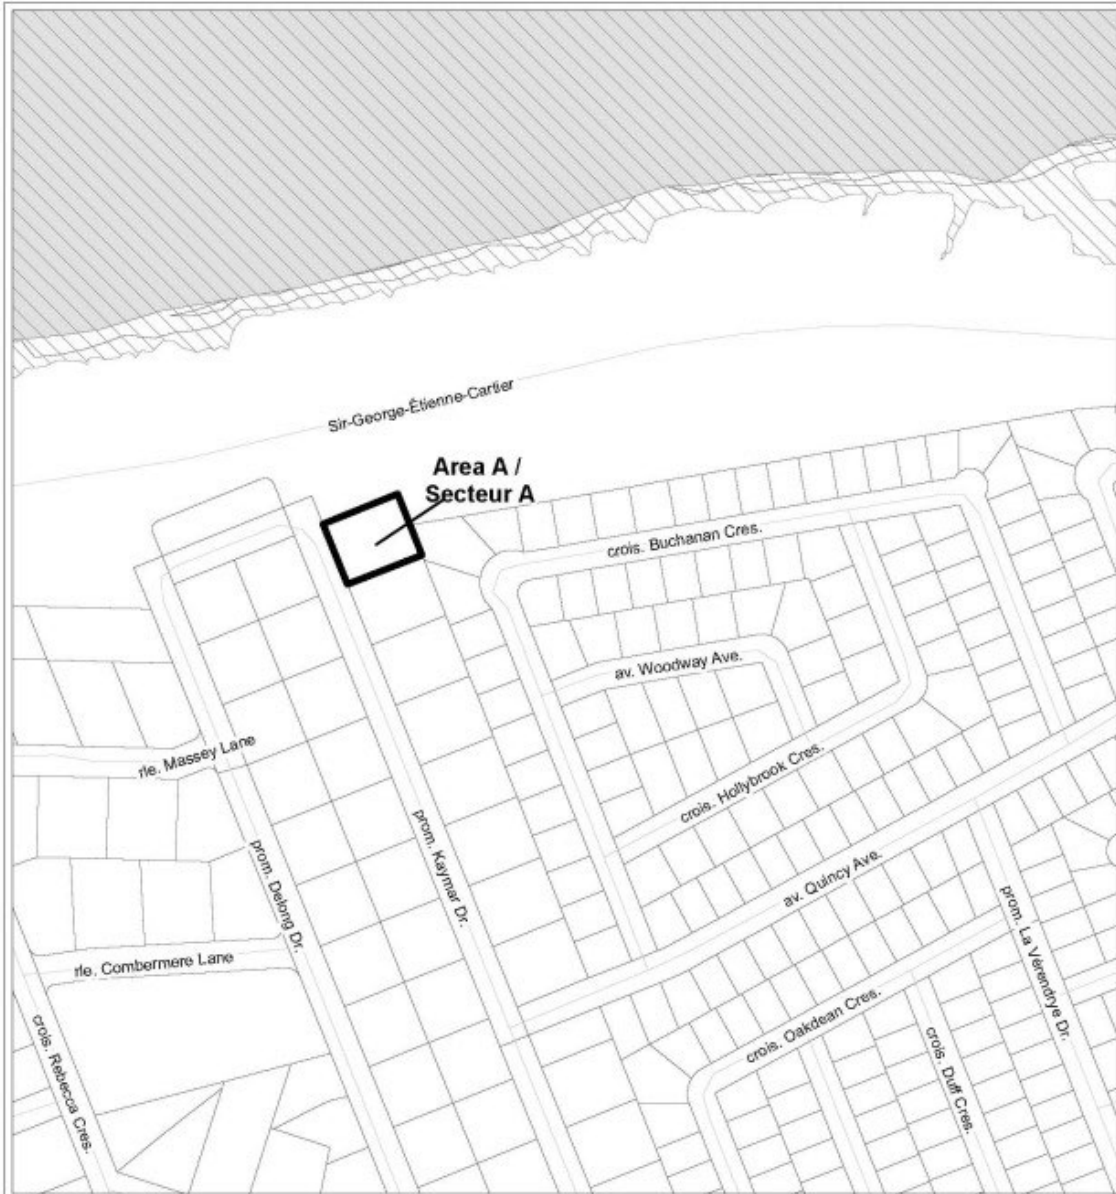 Sir-George-Étienne-Cartier
Area A /
Secteur A
crois. Buchanan Cres.
av. Woodway Ave.
rle. Massey Lane
crois. Hollybrook Cres.
prom. Kaymar Dr.
prom. Delong Dr.
av. Quincy Ave.
prom. La Vérendrye Dr.
rle. Combermere Lane
crois. Oakdean Cres.
crois. Rebecca Cres.
crois. Duff Cres.